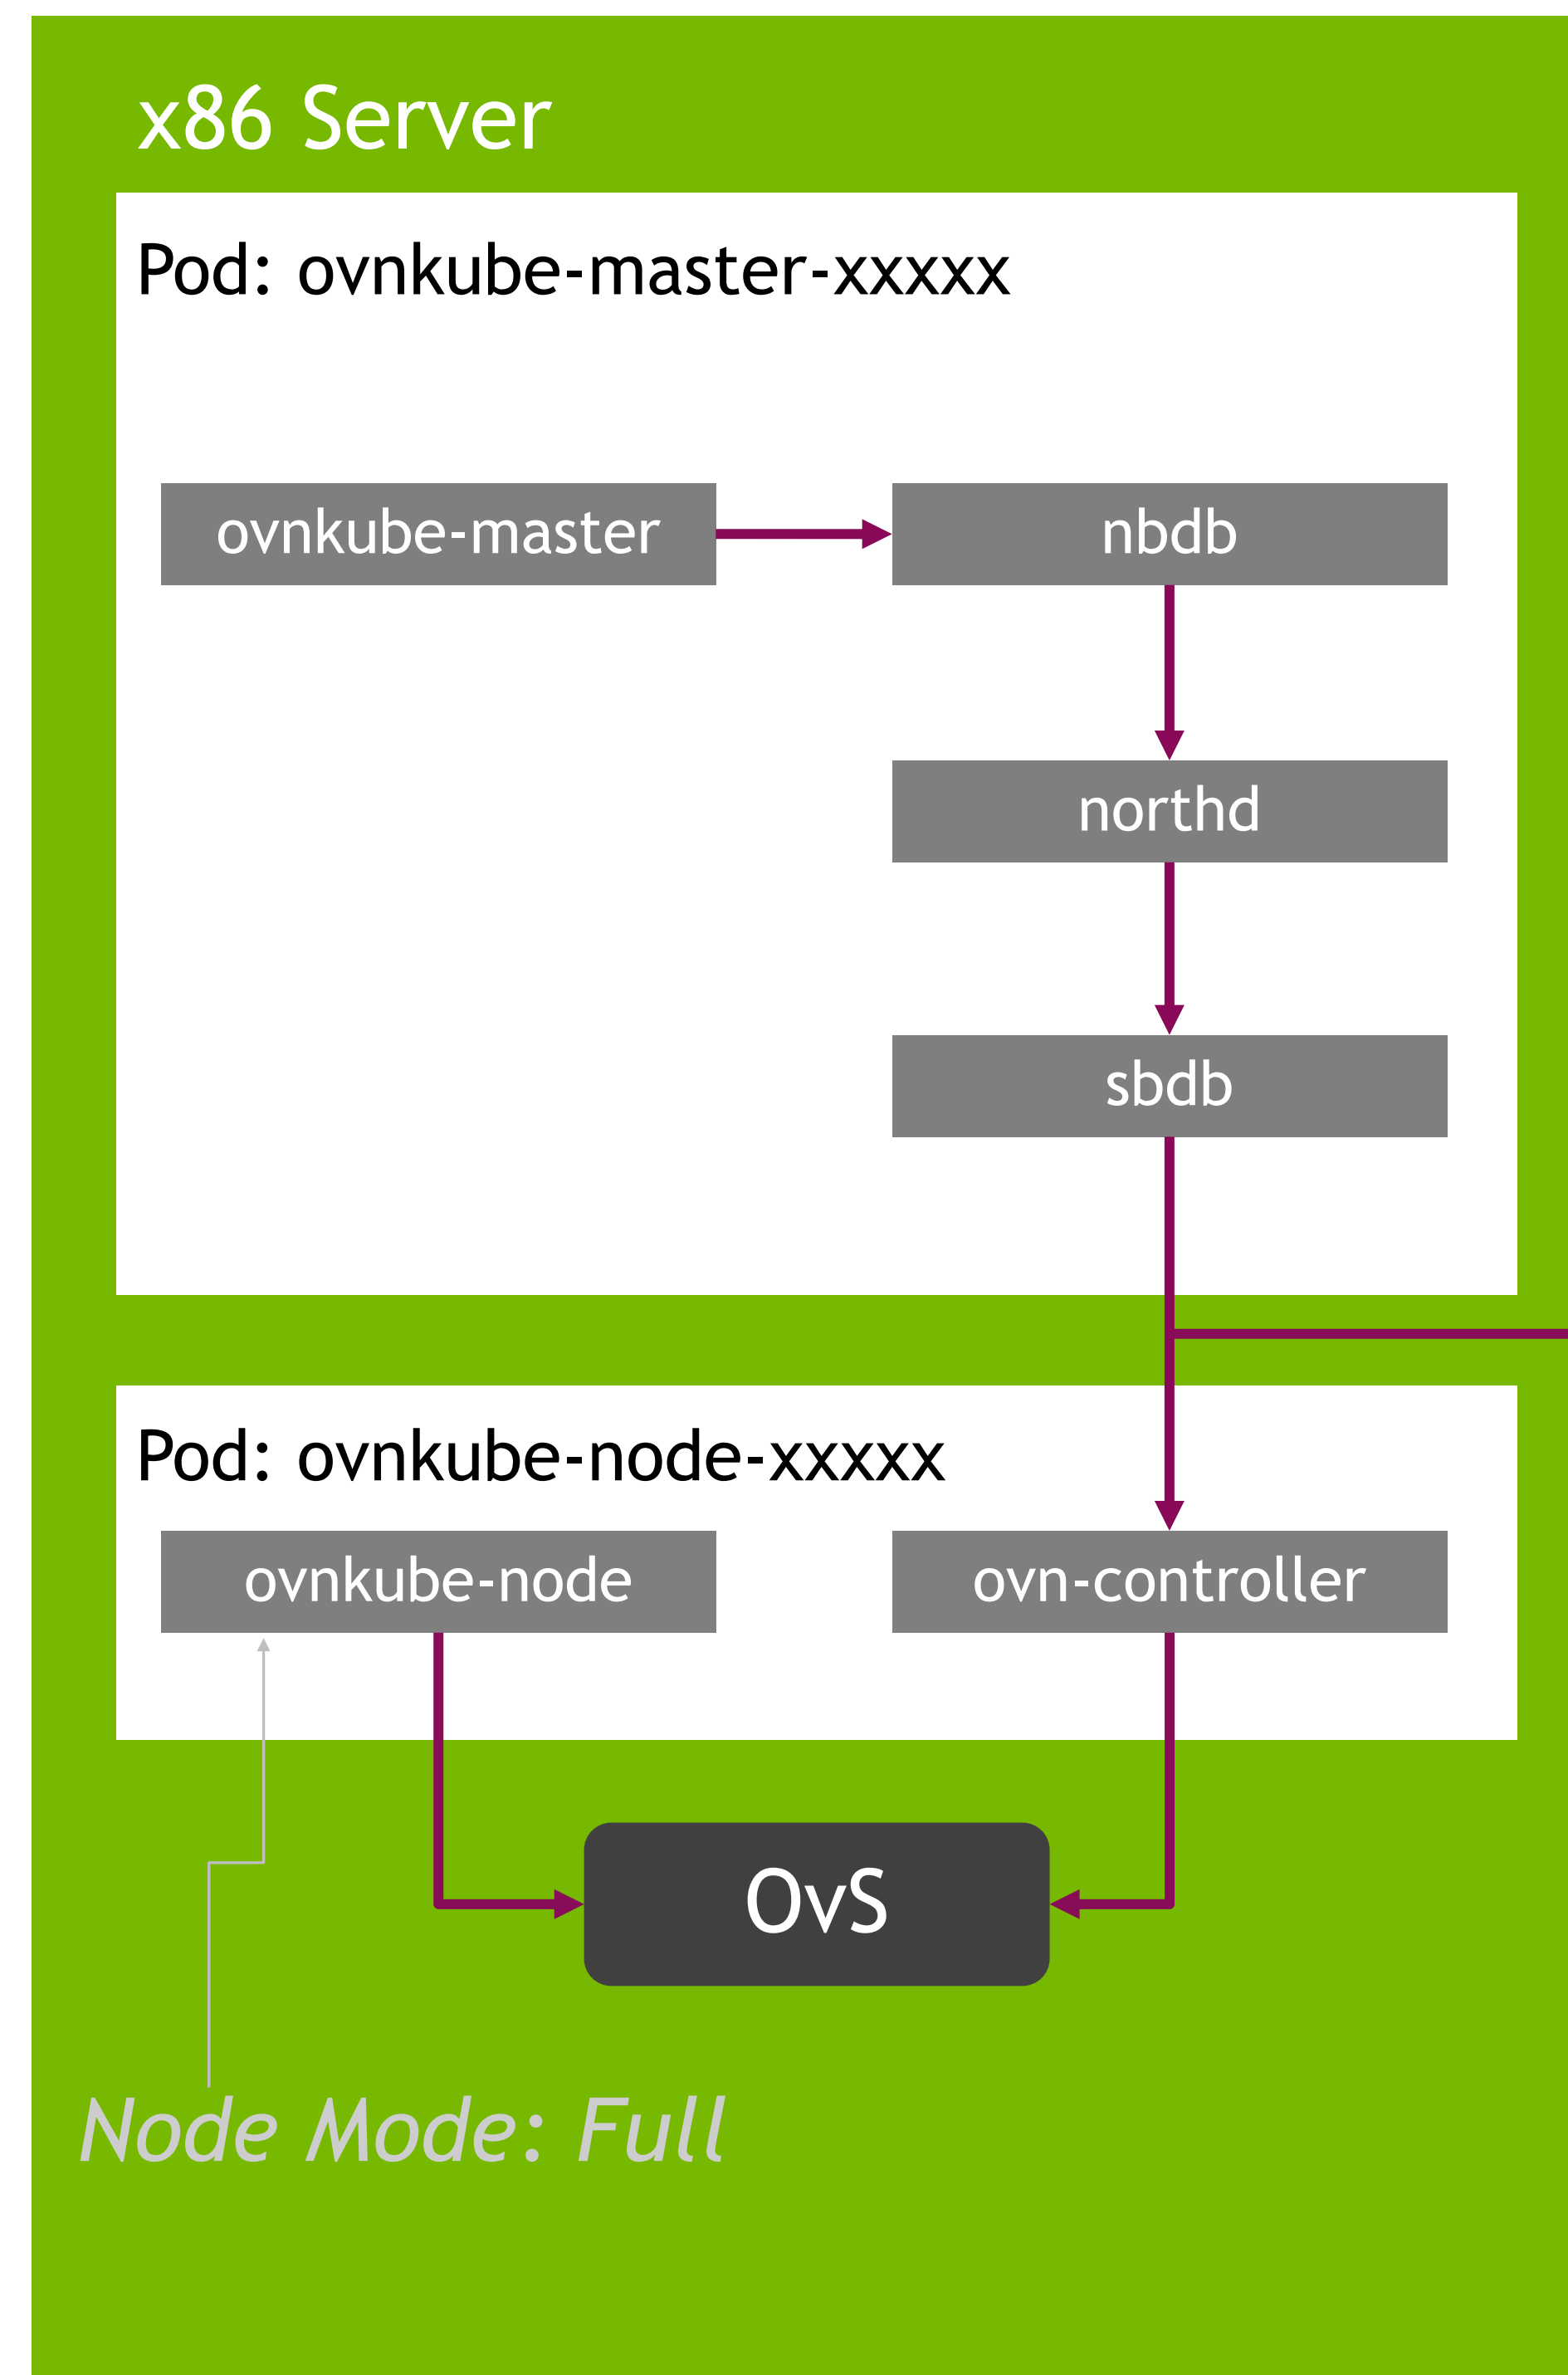 x86 Server
Pod: ovnkube-master-xxxxx
ovnkube-master
nbdb
northd
sbdb
Pod: ovnkube-node-xxxxx
ovnkube-node
ovn-controller
OvS
Node Mode: Full